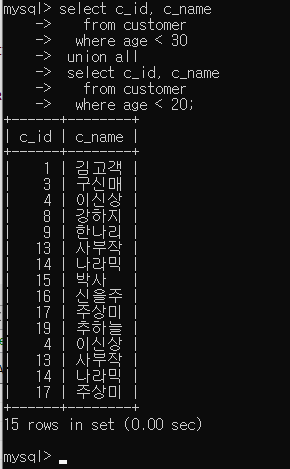 mysql> select c_id, c_name
    ->   from customer
    ->  where age < 30
    -> union all
    -> select c_id, c_name
    ->   from customer
    ->  where age < 20;
+------+--------+
| c_id | c_name |
+------+--------+
|    1 | 김고객 |
|    3 | 구신매 |
|    4 | 이신상 |
|    8 | 강하지 |
|    9 | 한나리 |
|   13 | 사부작 |
|   14 | 나라믹 |
|   15 | 박사   |
|   16 | 신을주 |
|   17 | 주상미 |
|   19 | 추하늘 |
|    4 | 이신상 |
|   13 | 사부작 |
|   14 | 나라믹 |
|   17 | 주상미 |
+------+--------+
15 rows in set (0.00 sec)
mysql>